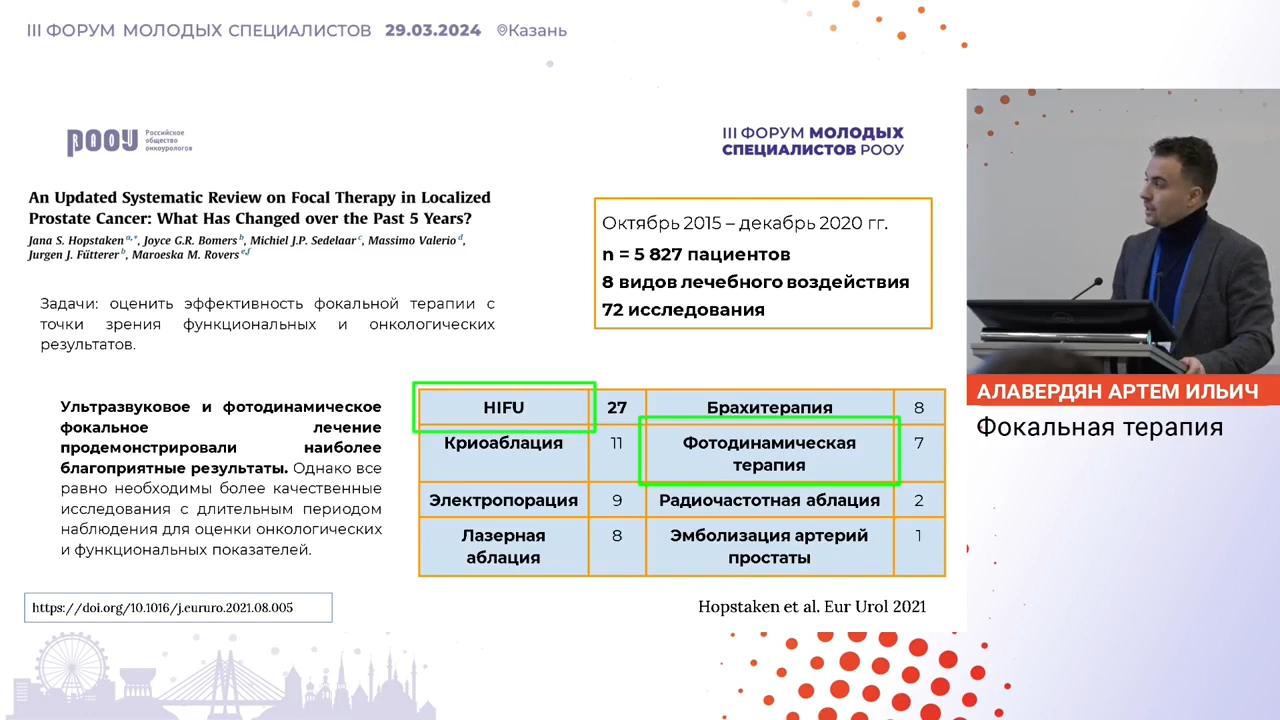 III ФОРУМ МОЛОДЫХ СПЕЦИАЛИСТОВ 29.03.2024 Казань
РООУ
Российское
общество
онкоурологов
III ФОРУМ МОЛОДЫХ
СПЕЦИАЛИСТОВ РООУ
An Updated Systematic Review on Focal Therapy in Localized
Prostate Cancer: What Has Changed over the Past 5 Years?
Jana S. Hopstaken a,*, Joyce G.R. Bomers b, Michiel J.P. Sedelaar c, Massimo Valerio d,
Jurgen J. Fütterer b, Maroeska M. Rovers e,f
Октябрь 2015 – декабрь 2020 гг.
n = 5 827 пациентов
8 видов лечебного воздействия
72 исследования
Задачи: оценить эффективность фокальной терапии с
точки зрения функциональных и онкологических
результатов.
Ультразвуковое и фотодинамическое
фокальное лечение
продемонстрировали наиболее
благоприятные результаты. Однако все
равно необходимы более качественные
исследования с длительным периодом
наблюдения для оценки онкологических
и функциональных показателей.
HIFU 27 Брахитерапия 8
Криоаблация 11 Фотодинамическая
терапия 7
Электропорация 9 Радиочастотная аблация 2
Лазерная
аблация 8 Эмболизация артерий
простаты 1
https://doi.org/10.1016/j.eururo.2021.08.005
Hopstaken et al. Eur Urol 2021
АЛАВЕРДЯН АРТЕМ ИЛЬИЧ
Фокальная терапия